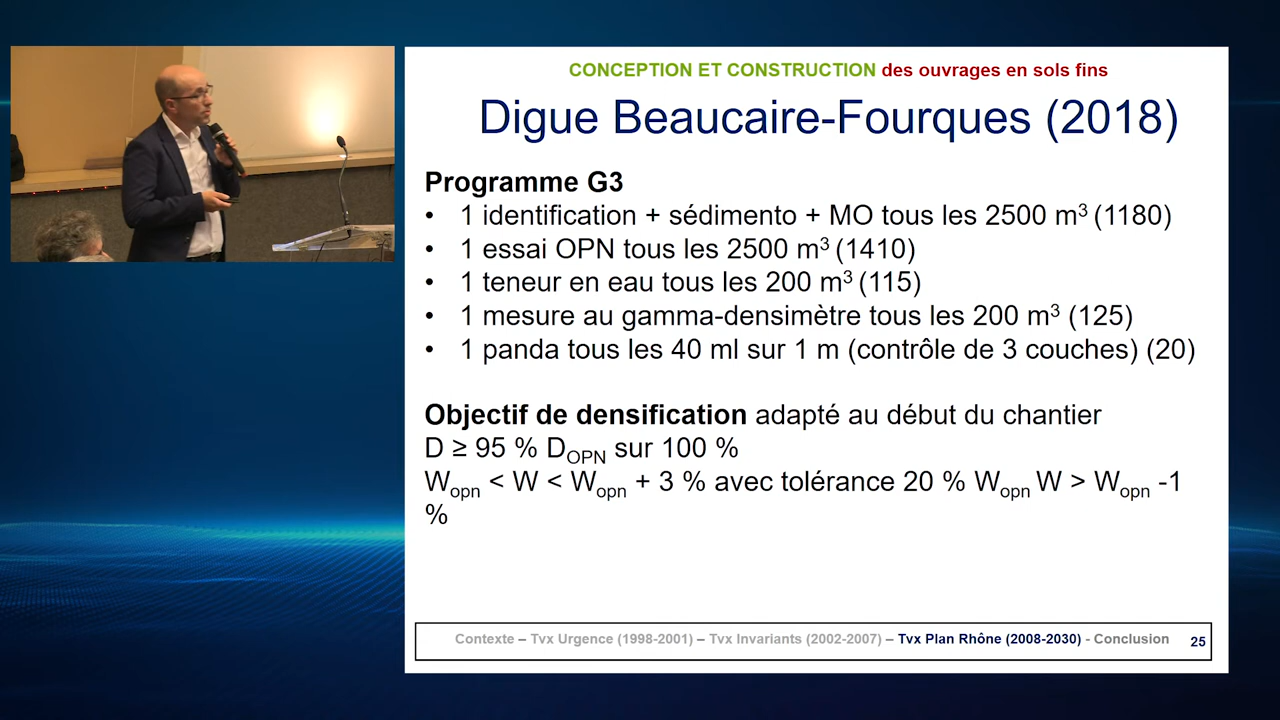 CONCEPTION ET CONSTRUCTION des ouvrages en sols fins
Digue Beaucaire-Fourques (2018)
Programme G3
• 1 identification + sédimento + MO tous les 2500 m³ (1180)
• 1 essai OPN tous les 2500 m³ (1410)
• 1 teneur en eau tous les 200 m³ (115)
• 1 mesure au gamma-densimètre tous les 200 m³ (125)
• 1 panda tous les 40 ml sur 1 m (contrôle de 3 couches) (20)
Objectif de densification adapté au début du chantier
D ≥ 95 % D_OPN sur 100 %
W_opn < W < W_opn + 3 % avec tolérance 20 % W_opn W > W_opn -1
%
Contexte – Tvx Urgence (1998-2001) – Tvx Invariants (2002-2007) – Tvx Plan Rhône (2008-2030) - Conclusion 25